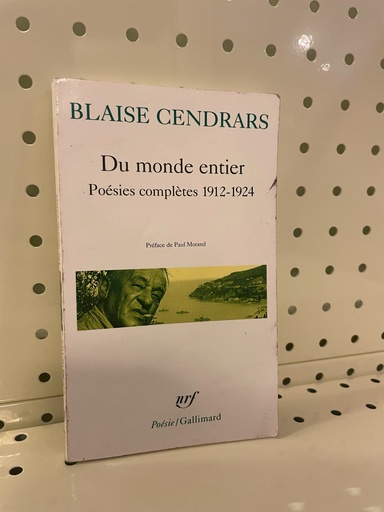 BLAISE CENDRARS
Du monde entier
Poésies complètes 1912-1924
Préface de Paul Morand
nrf
Poésie/Gallimard